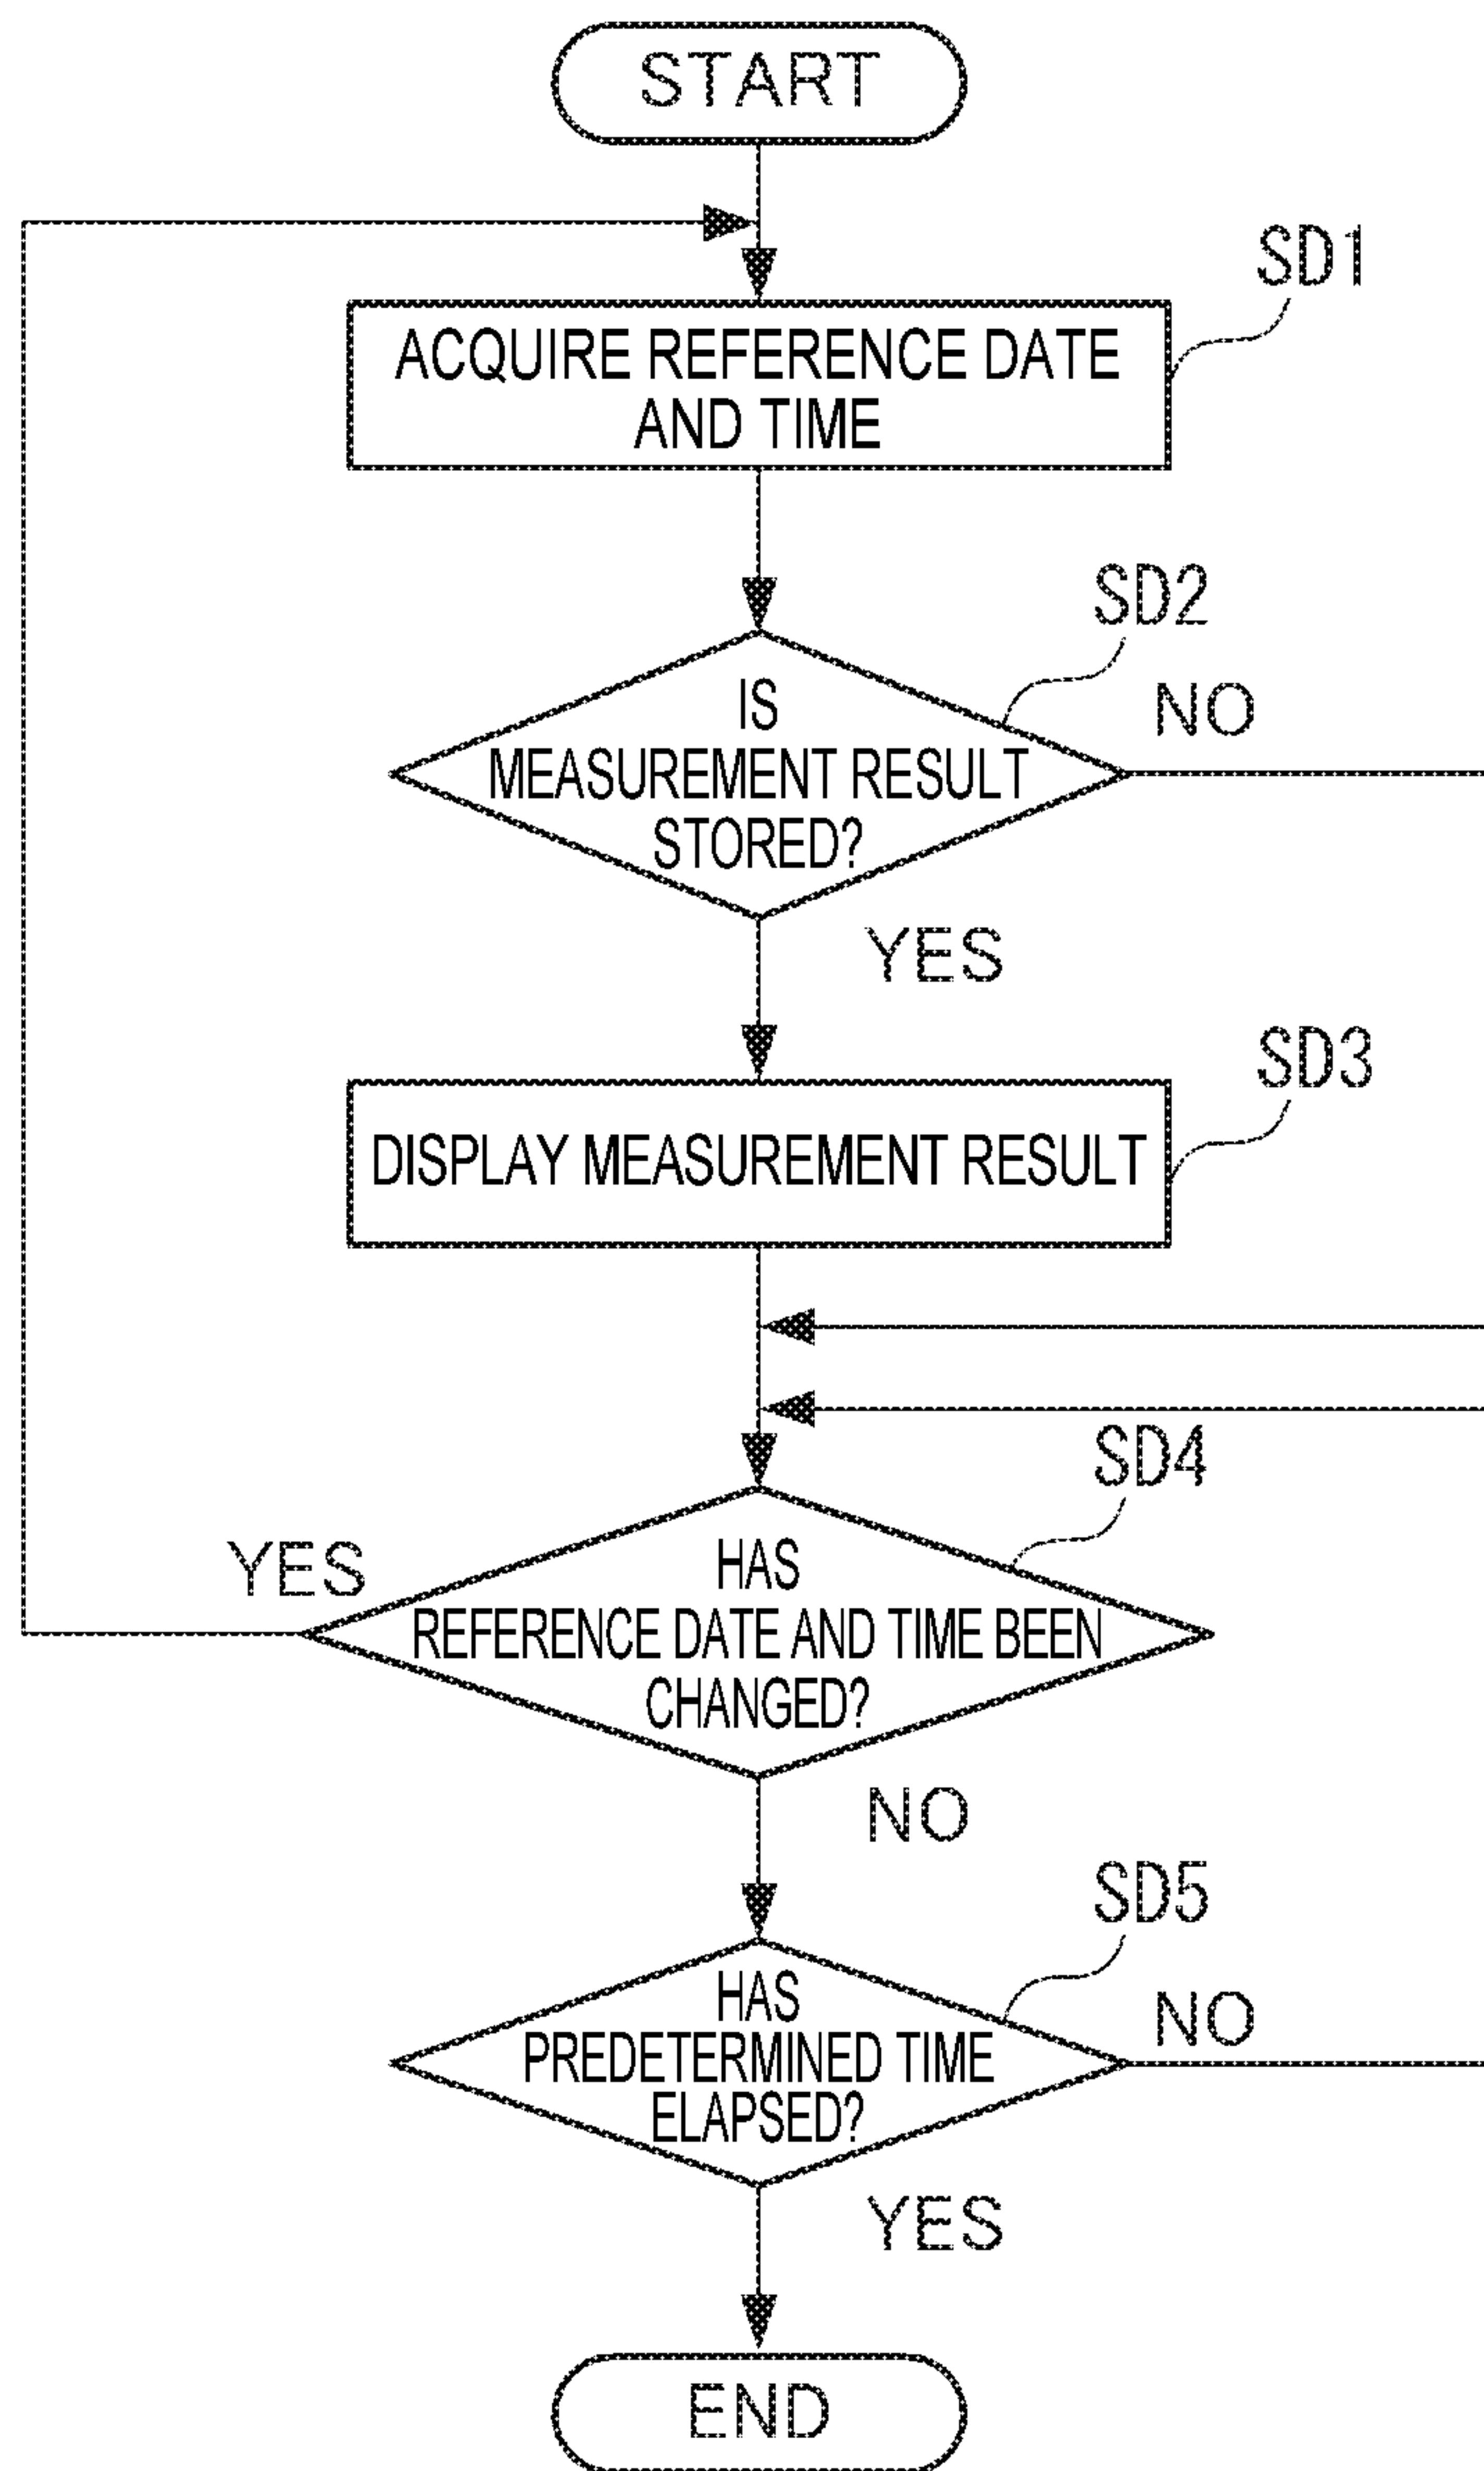 START
SD1
ACQUIRE REFERENCE DATE
AND TIME
SD2
NO
IS
MEASUREMENT RESULT
STORED?
YES
SD3
DISPLAY MEASUREMENT RESULT
SD4
YES
HAS
REFERENCE DATE AND TIME BEEN
CHANGED?
NO
SD5
NO
HAS
PREDETERMINED TIME
ELAPSED?
YES
END